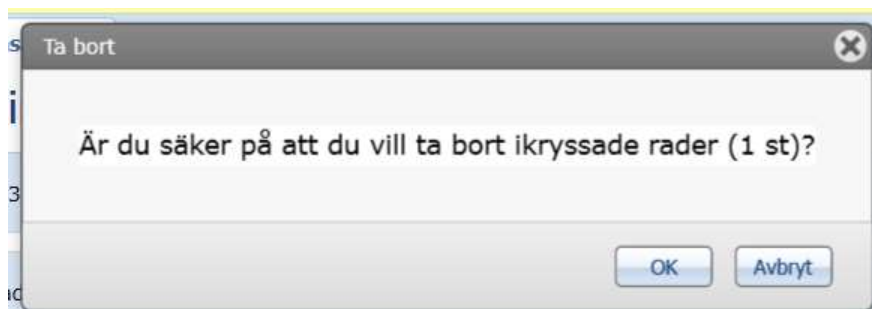 Ta bort
Är du säker på att du vill ta bort ikryssade rader (1 st)?
OK
Avbryt